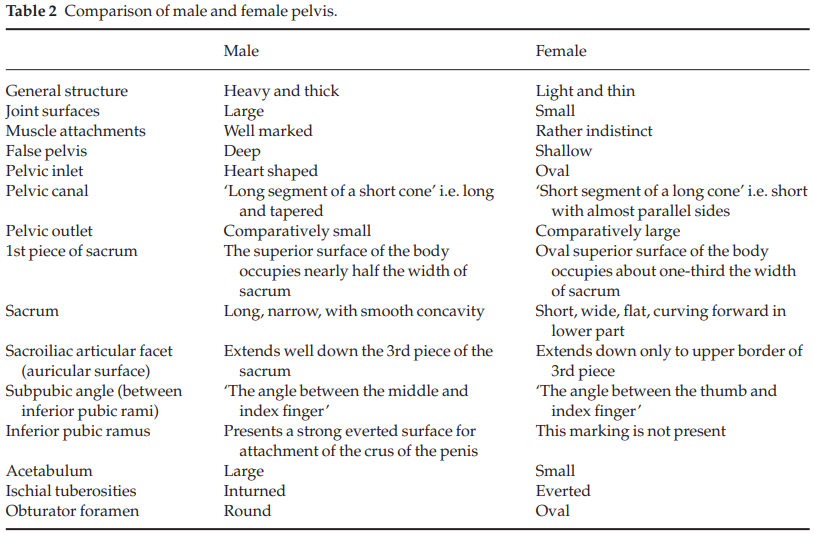 Table 2 Comparison of male and female pelvis.
Male Female
General structure Heavy and thick Light and thin
Joint surfaces Large Small
Muscle attachments Well marked Rather indistinct
False pelvis Deep Shallow
Pelvic inlet Heart shaped Oval
Pelvic canal ‘Long segment of a short cone’ i.e. long ‘Short segment of a long cone’ i.e. short
and tapered with almost parallel sides
Pelvic outlet Comparatively small Comparatively large
1st piece of sacrum The superior surface of the body Oval superior surface of the body
occupies nearly half the width of occupies about one-third the width
sacrum of sacrum
Sacrum Long, narrow, with smooth concavity Short, wide, flat, curving forward in
lower part
Sacroiliac articular facet Extends well down the 3rd piece of the Extends down only to upper border of
(auricular surface) sacrum 3rd piece
Subpubic angle (between ‘The angle between the middle and ‘The angle between the thumb and
inferior pubic rami) index finger’ index finger’
Inferior pubic ramus Presents a strong everted surface for This marking is not present
attachment of the crus of the penis
Acetabulum Large Small
Ischial tuberosities Inturned Everted
Obturator foramen Round Oval